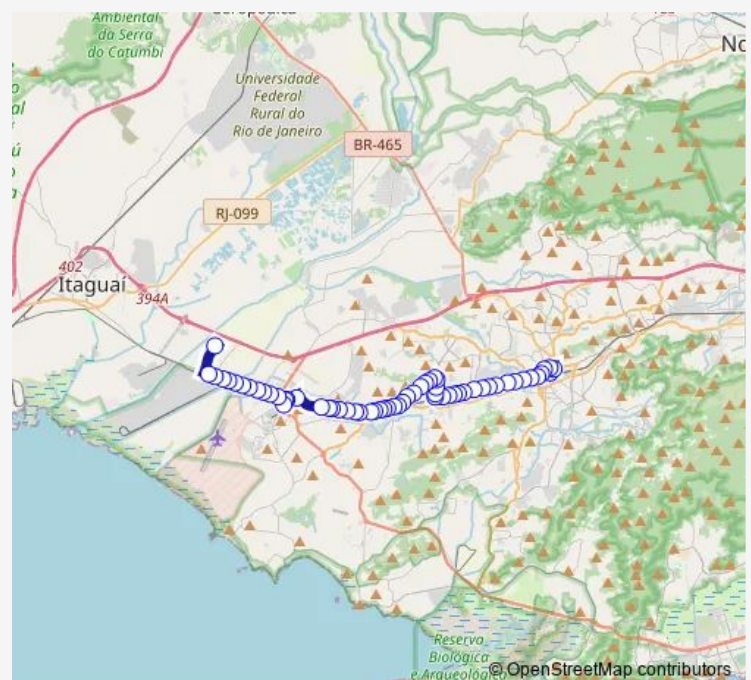 Ambiental
da Serra
do Catumbi
Universidade
Federal
Rural do
Rio de Janeiro
BR-465
RJ-099
402
Itaguaí
394A
Reserva
Biológica
e Arqueológica
© OpenStreetMap contributors